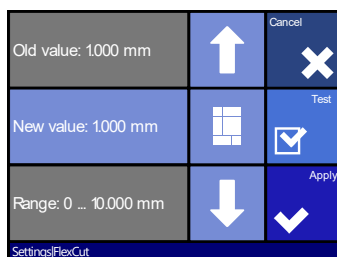 Old value: 1.000 mm
Cancel
New value: 1.000 mm
Test
Range: 0 ... 10.000 mm
Apply
Settings|FlexCut